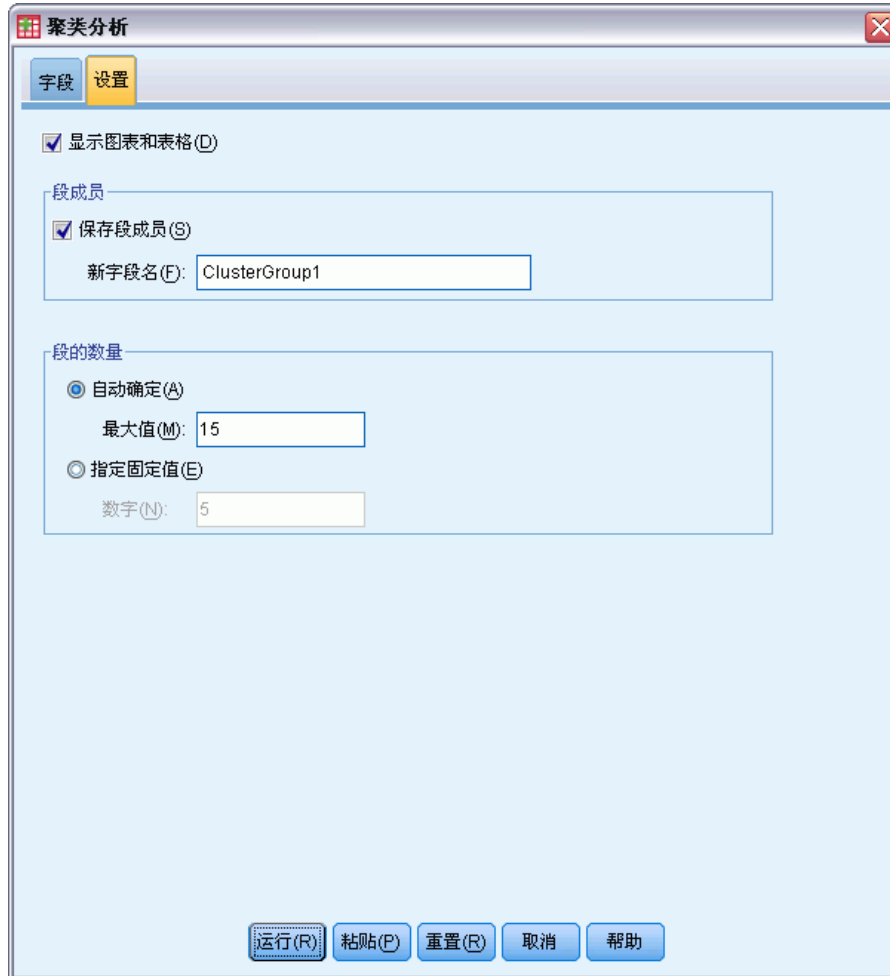 聚类分析
字段 设置
显示图表和表格(D)
段成员
保存段成员(S)
新字段名(F): ClusterGroup1
段的数量
自动确定(A)
最大值(M): 15
指定固定值(E)
数字(N): 5
运行(R) 粘贴(P) 重置(R) 取消 帮助